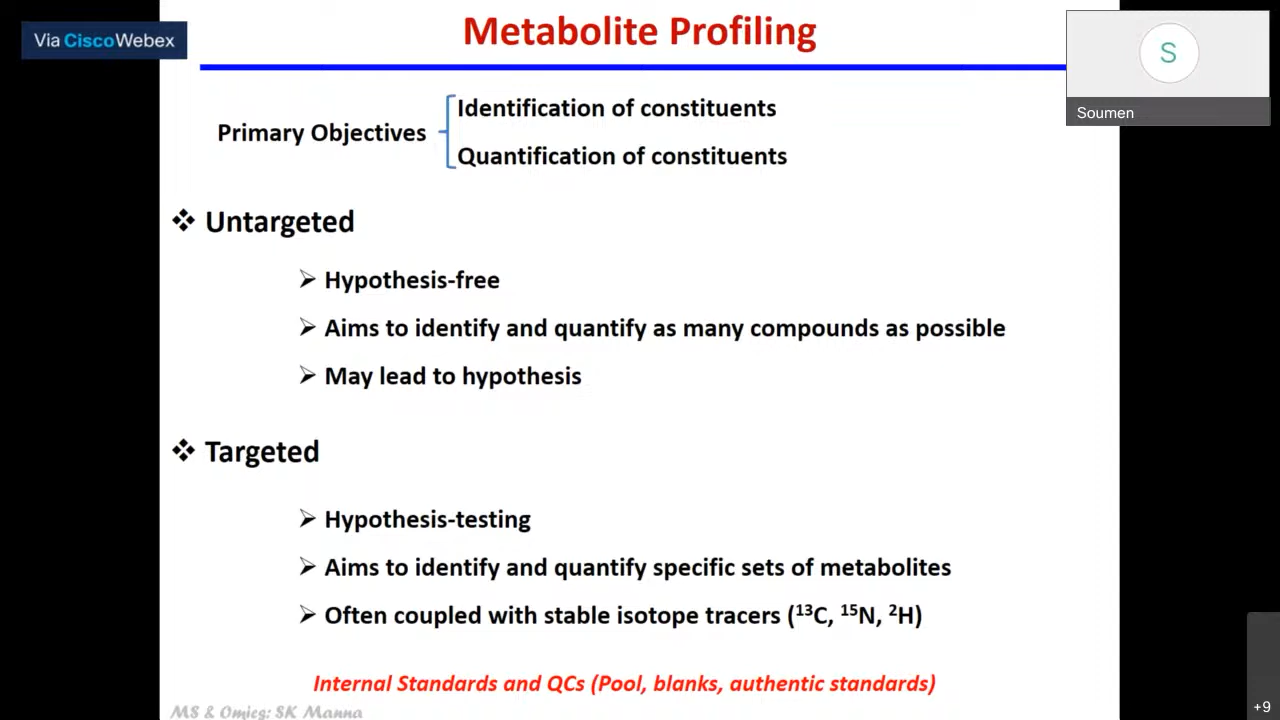 Via CiscoWebex
Metabolite Profiling
S
Soumen
Primary Objectives
Identification of constituents
Quantification of constituents
❖ Untargeted
➢ Hypothesis-free
➢ Aims to identify and quantify as many compounds as possible
➢ May lead to hypothesis
❖ Targeted
➢ Hypothesis-testing
➢ Aims to identify and quantify specific sets of metabolites
➢ Often coupled with stable isotope tracers (¹³C, ¹⁵N, ²H)
Internal Standards and QCs (Pool, blanks, authentic standards)
MS & Omics: SK Manna
+9